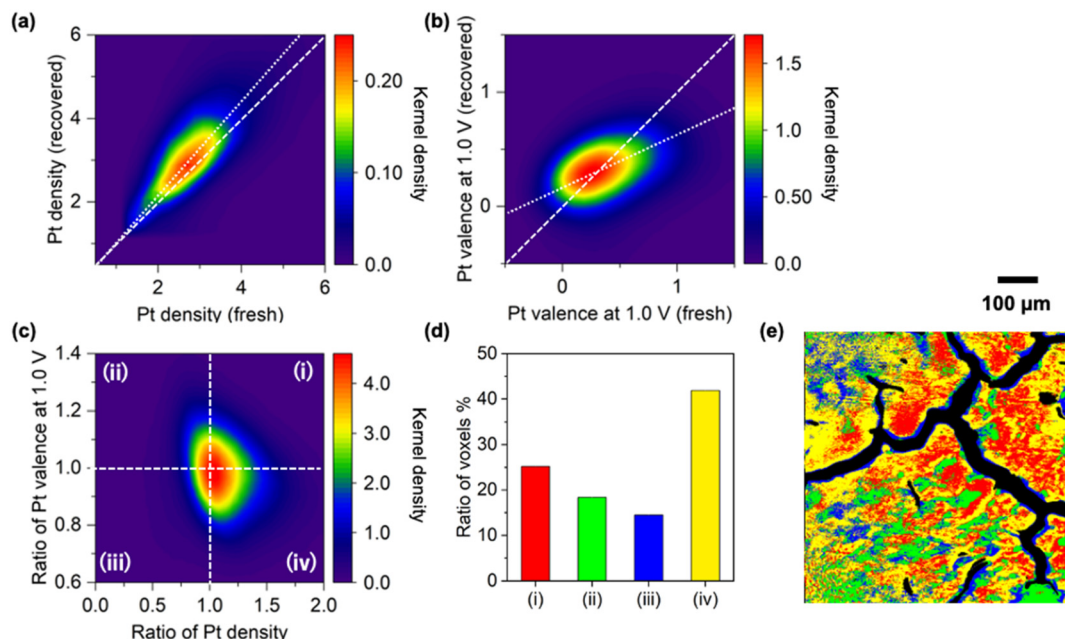 (a)
6
4
2
2
4
6
Pt density (recovered)
Pt density (fresh)
0.20
0.10
0.0
Kernel density
(b)
1
0
0
1
Pt valence at 1.0 V (recovered)
Pt valence at 1.0 V (fresh)
1.5
1.0
0.50
0.0
Kernel density
100 μm
(c)
1.4
1.2
1.0
0.8
0.6
0.0
0.5
1.0
1.5
2.0
(ii)
(i)
(iii)
(iv)
Ratio of Pt valence at 1.0 V
Ratio of Pt density
4.0
3.0
2.0
1.0
0.0
Kernel density
(d)
50
40
30
20
10
0
Ratio of voxels %
(i)
(ii)
(iii)
(iv)
(e)